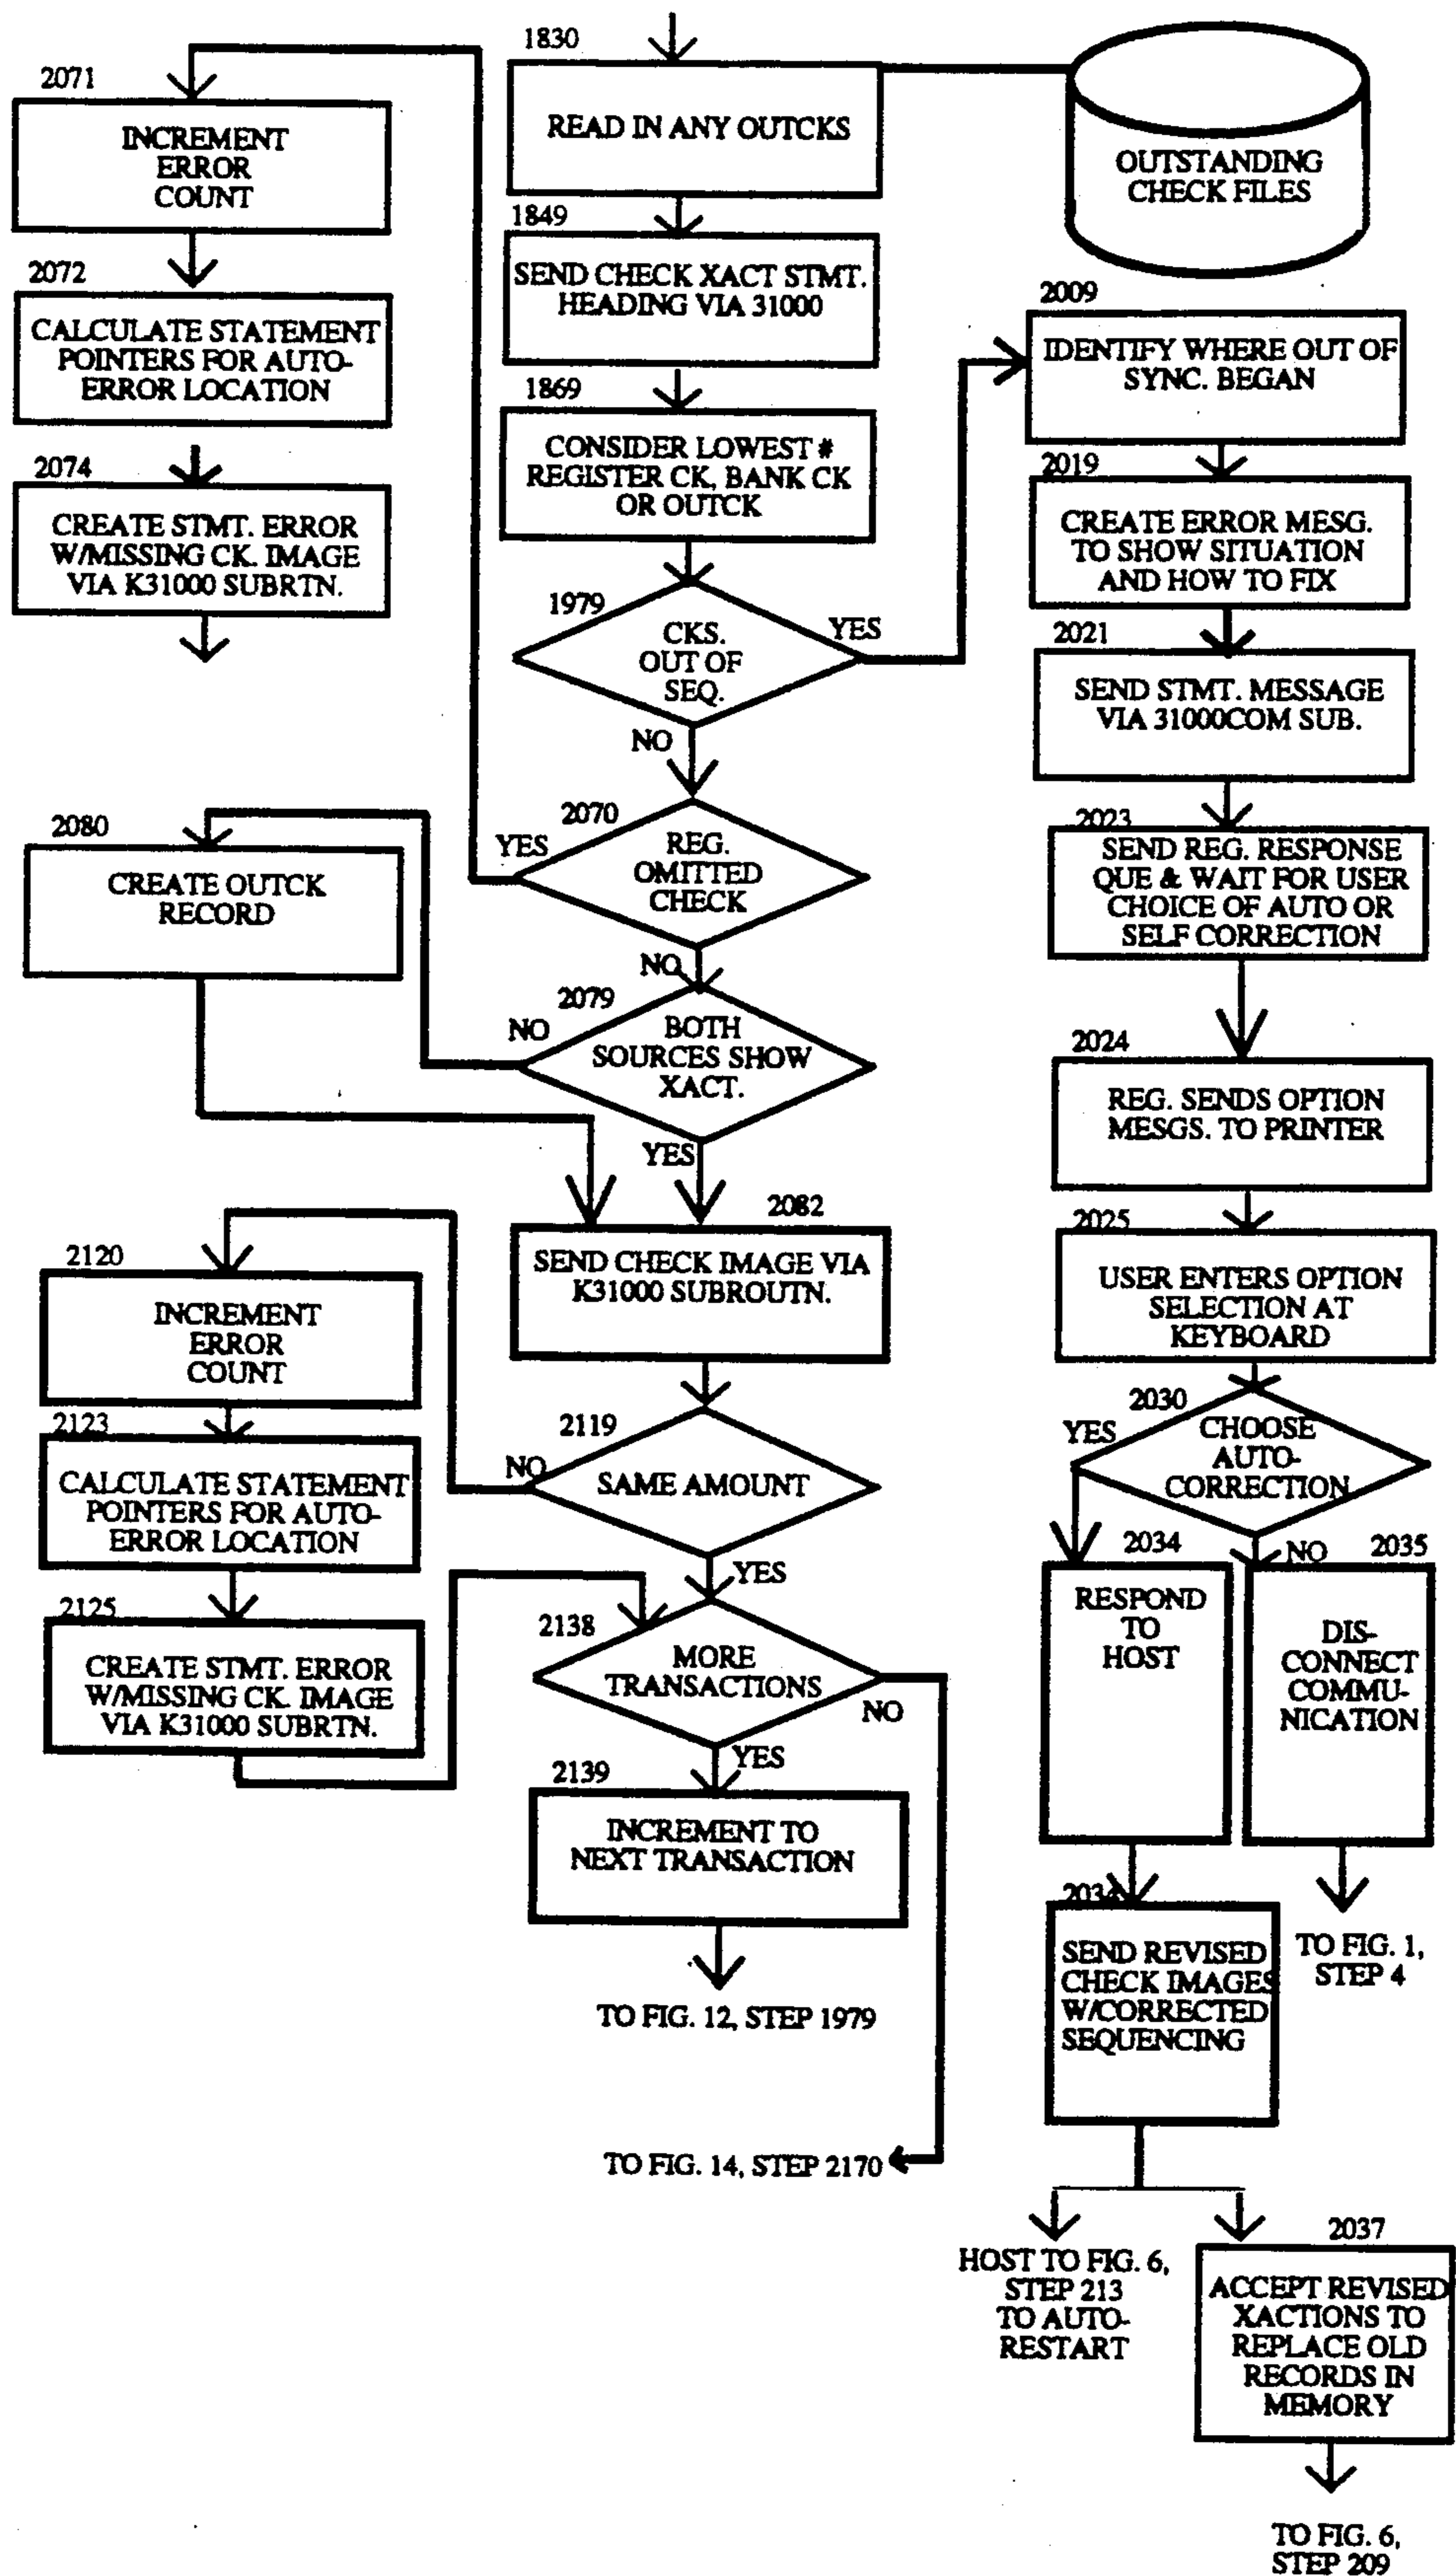 1830
READ IN ANY OUTCKS
OUTSTANDING
CHECK FILES
1849
SEND CHECK XACT STMT.
HEADING VIA 31000
1869
CONSIDER LOWEST #
REGISTER CK, BANK CK
OR OUTCK
1979
CKS.
OUT OF
SEQ.
YES
NO
2070
REG.
OMITTED
CHECK
YES
NO
2079
BOTH
SOURCES SHOW
XACT.
NO
YES
2082
SEND CHECK IMAGE VIA
K31000 SUBROUTN.
2119
SAME AMOUNT
NO
YES
2138
MORE
TRANSACTIONS
NO
YES
2139
INCREMENT TO
NEXT TRANSACTION
TO FIG. 12, STEP 1979
TO FIG. 14, STEP 2170
2071
INCREMENT
ERROR
COUNT
2072
CALCULATE STATEMENT
POINTERS FOR AUTO-
ERROR LOCATION
2074
CREATE STMT. ERROR
W/MISSING CK. IMAGE
VIA K31000 SUBRTN.
2080
CREATE OUTCK
RECORD
2120
INCREMENT
ERROR
COUNT
2123
CALCULATE STATEMENT
POINTERS FOR AUTO-
ERROR LOCATION
2125
CREATE STMT. ERROR
W/MISSING CK. IMAGE
VIA K31000 SUBRTN.
2009
IDENTIFY WHERE OUT OF
SYNC. BEGAN
2019
CREATE ERROR MESG.
TO SHOW SITUATION
AND HOW TO FIX
2021
SEND STMT. MESSAGE
VIA 31000COM SUB.
2023
SEND REG. RESPONSE
QUE & WAIT FOR USER
CHOICE OF AUTO OR
SELF CORRECTION
2024
REG. SENDS OPTION
MESGS. TO PRINTER
2025
USER ENTERS OPTION
SELECTION AT
KEYBOARD
2030
CHOOSE
AUTO-
CORRECTION
YES
NO
2034
RESPOND
TO
HOST
2035
DIS-
CONNECT
COMMU-
NICATION
TO FIG. 1,
STEP 4
SEND REVISED
CHECK IMAGES
W/CORRECTED
SEQUENCING
HOST TO FIG. 6,
STEP 213
TO AUTO-
RESTART
2037
ACCEPT REVISED
XACTIONS TO
REPLACE OLD
RECORDS IN
MEMORY
TO FIG. 6,
STEP 209